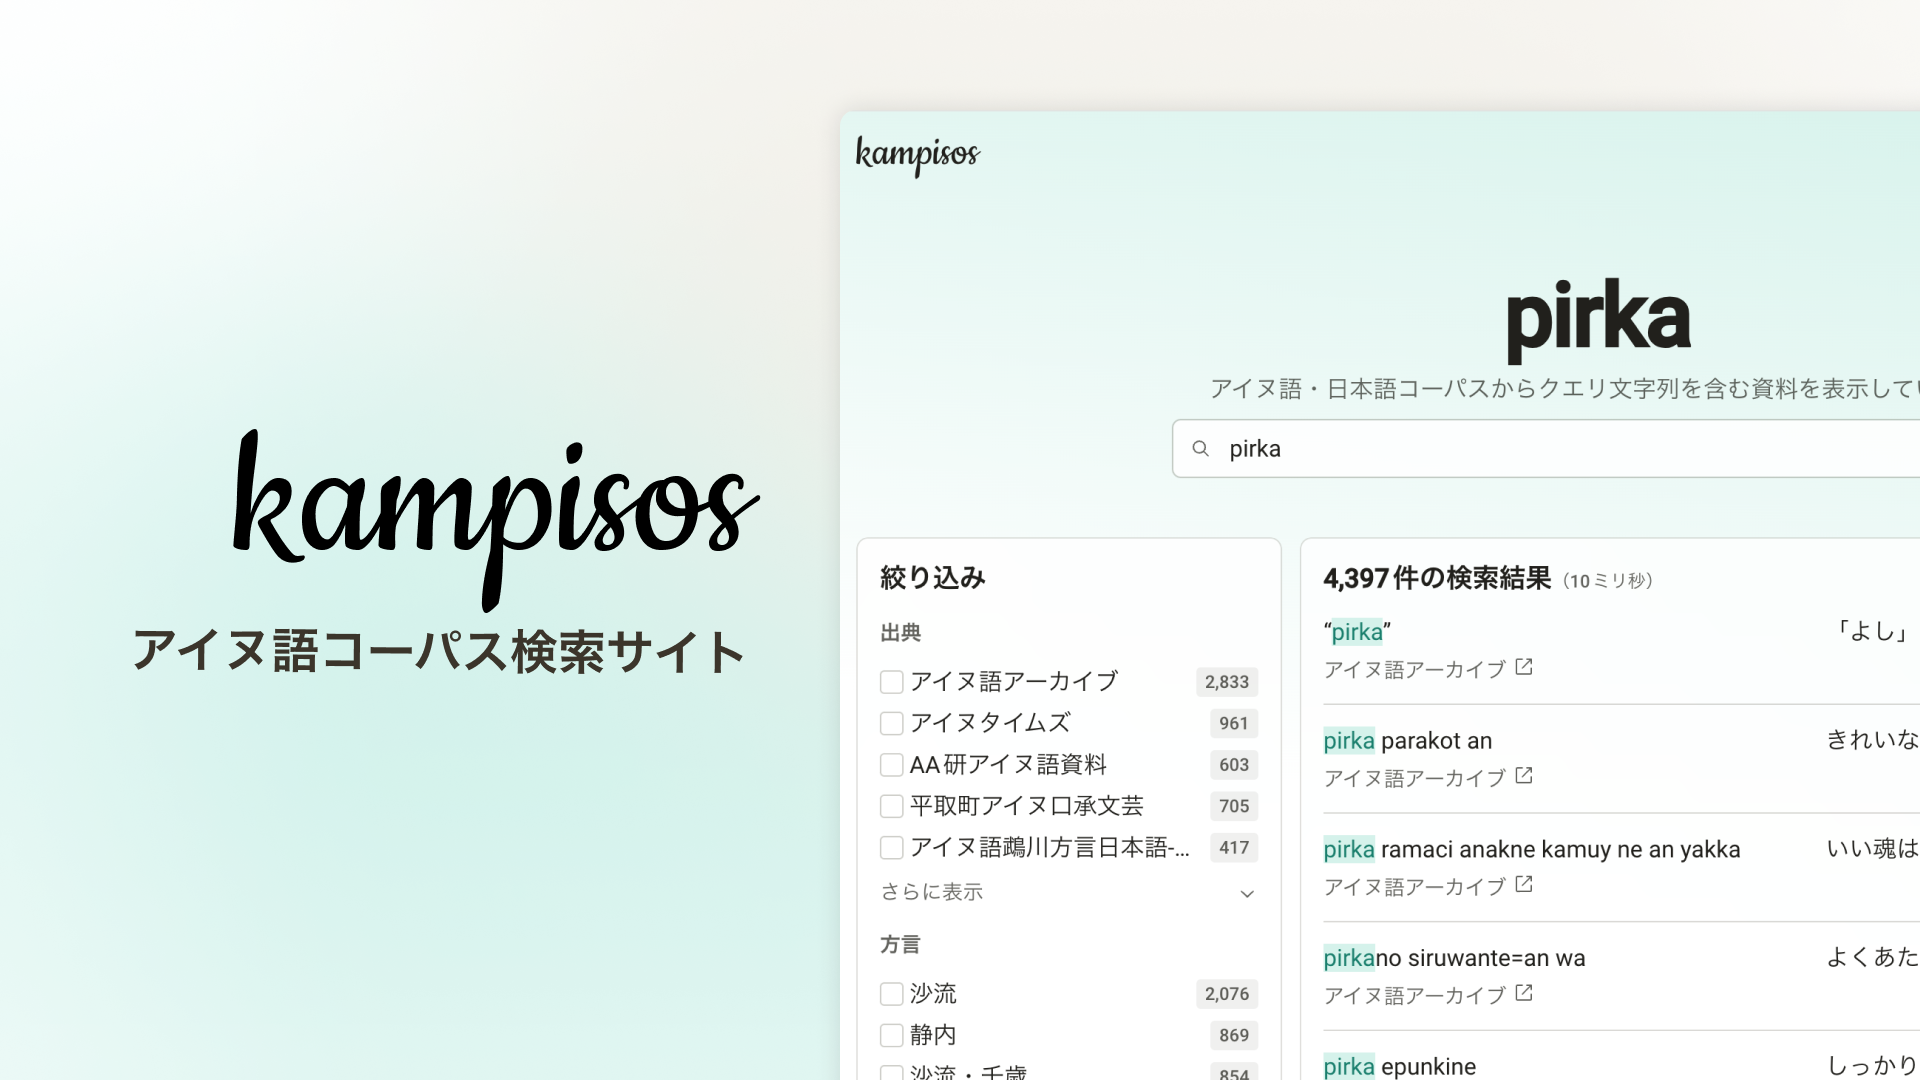 kampisos
アイヌ語コーパス検索サイト
kampisos
pirka
アイヌ語・日本語コーパスからクエリ文字列を含む資料を表示してい
pirka
絞り込み
出典
アイヌ語アーカイブ 2,833
アイヌタイムズ 961
AA研アイヌ語資料 603
平取町アイヌ口承文芸 705
アイヌ語鵡川方言日本語-... 417
さらに表示
方言
沙流 2,076
静内 869
沙流・千歳 854
4,397件の検索結果（10ミリ秒）
“pirka” 「よし」
アイヌ語アーカイブ
pirka parakot an きれいな
アイヌ語アーカイブ
pirka ramaci anakne kamuy ne an yakka いい魂は
アイヌ語アーカイブ
pirkano siruwante=an wa よくあた
アイヌ語アーカイブ
pirka epunkine しっかり